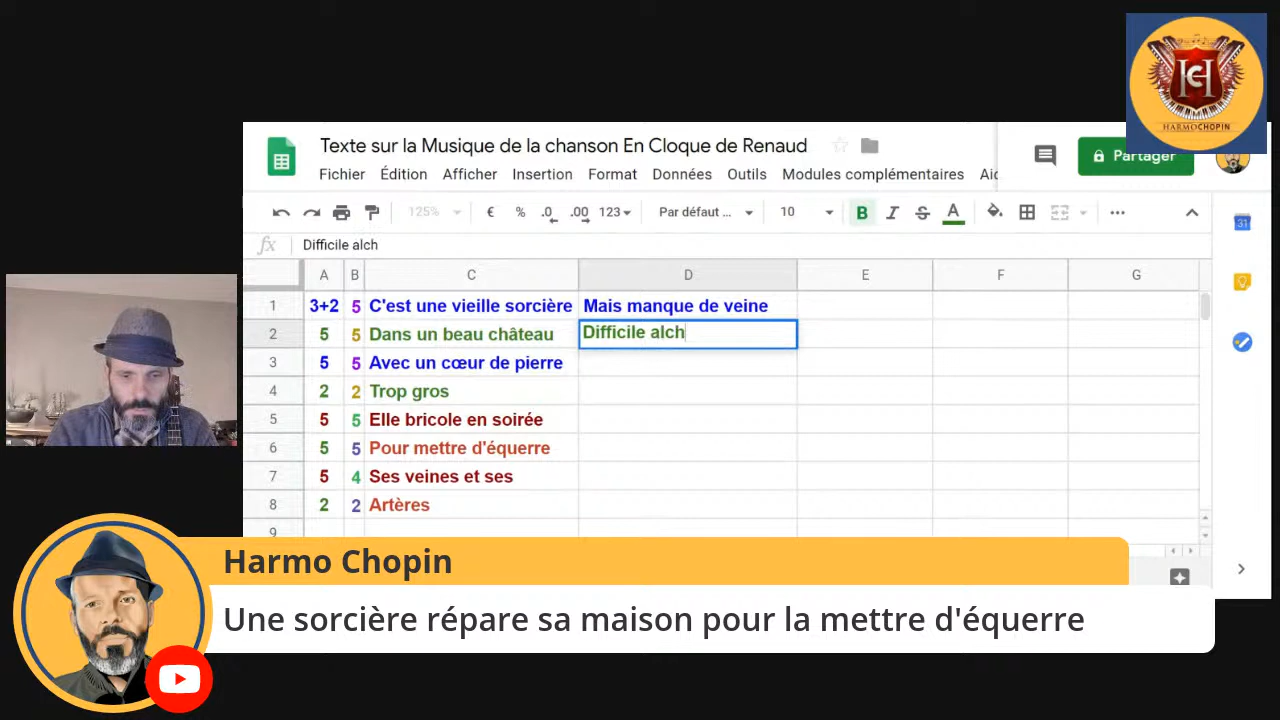 HC
HARMOCHOPIN
Texte sur la Musique de la chanson En Cloque de Renaud
Partager
Fichier Édition Afficher Insertion Format Données Outils Modules complémentaires
125% € % .0 .00 123 Par défaut ... 10 B I S A
31
fx Difficile alch
A B C D E F G
1 3+2 5 C'est une vieille sorcière Mais manque de veine
2 5 5 Dans un beau château Difficile alch
3 5 5 Avec un cœur de pierre
4 2 2 Trop gros
5 5 5 Elle bricole en soirée
6 5 5 Pour mettre d'équerre
7 5 4 Ses veines et ses
8 2 2 Artères
9
Harmo Chopin
Une sorcière répare sa maison pour la mettre d'équerre